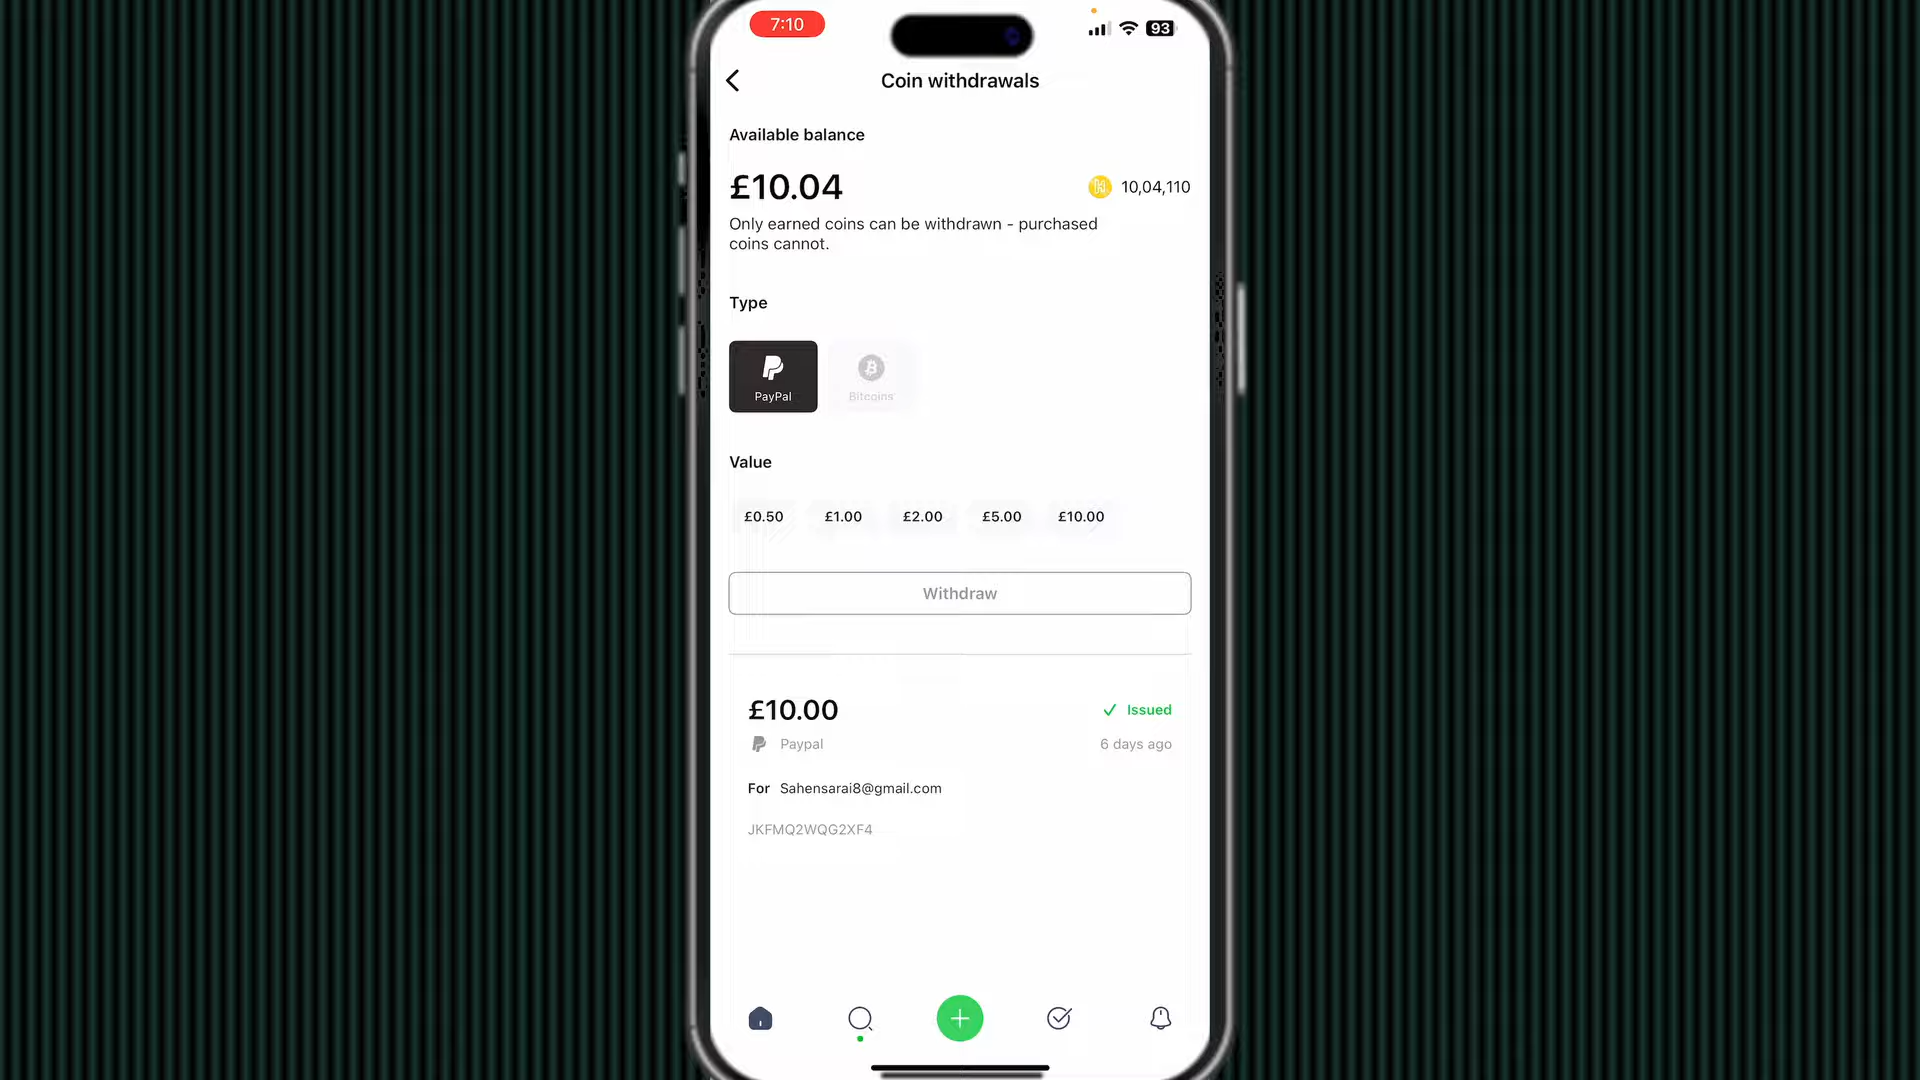 7:10
93
Coin withdrawals
Available balance
£10.04
10,04,110
Only earned coins can be withdrawn - purchased
coins cannot.
Type
PayPal
Bitcoins
Value
£0.50 £1.00 £2.00 £5.00 £10.00
Withdraw
£10.00
Issued
Paypal
6 days ago
For Sahensarai8@gmail.com
JKFMQ2WQG2XF4